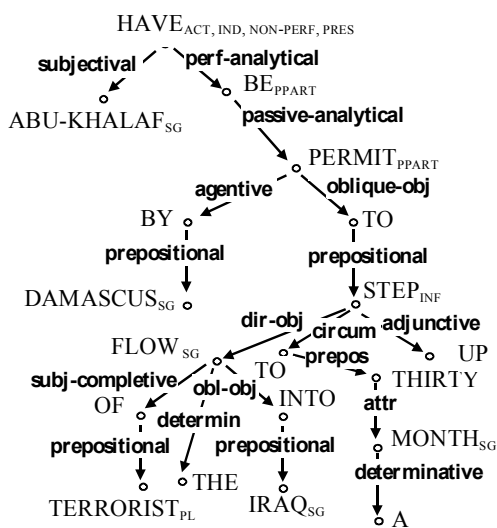 HAVE ACT, IND, NON-PERF, PRES
subjectival perf-analytical
BE PPART
ABU-KHALAF SG
passive-analytical
PERMIT PPART
agentive oblique-obj
BY TO
prepositional prepositional
DAMASCUS SG STEP INF
dir-obj circum adjunctive
FLOW SG TO prepos UP
subj-completive obl-obj THIRTY
OF determin INTO attr
prepositional prepositional MONTH SG
THE determinative
TERRORIST PL IRAQ SG
A